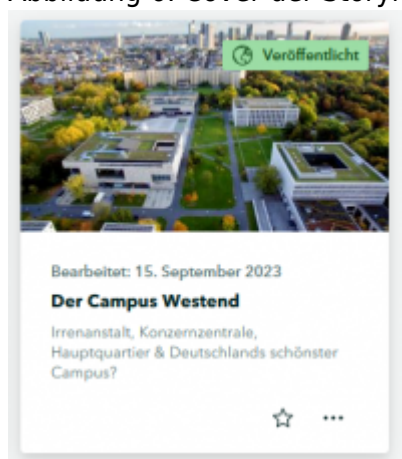 Abbildung 6: Cover der Story.
Veröffentlicht
Bearbeitet: 15. September 2023
Der Campus Westend
Irrenanstalt, Konzernzentrale,
Hauptquartier & Deutschlands schönster
Campus?